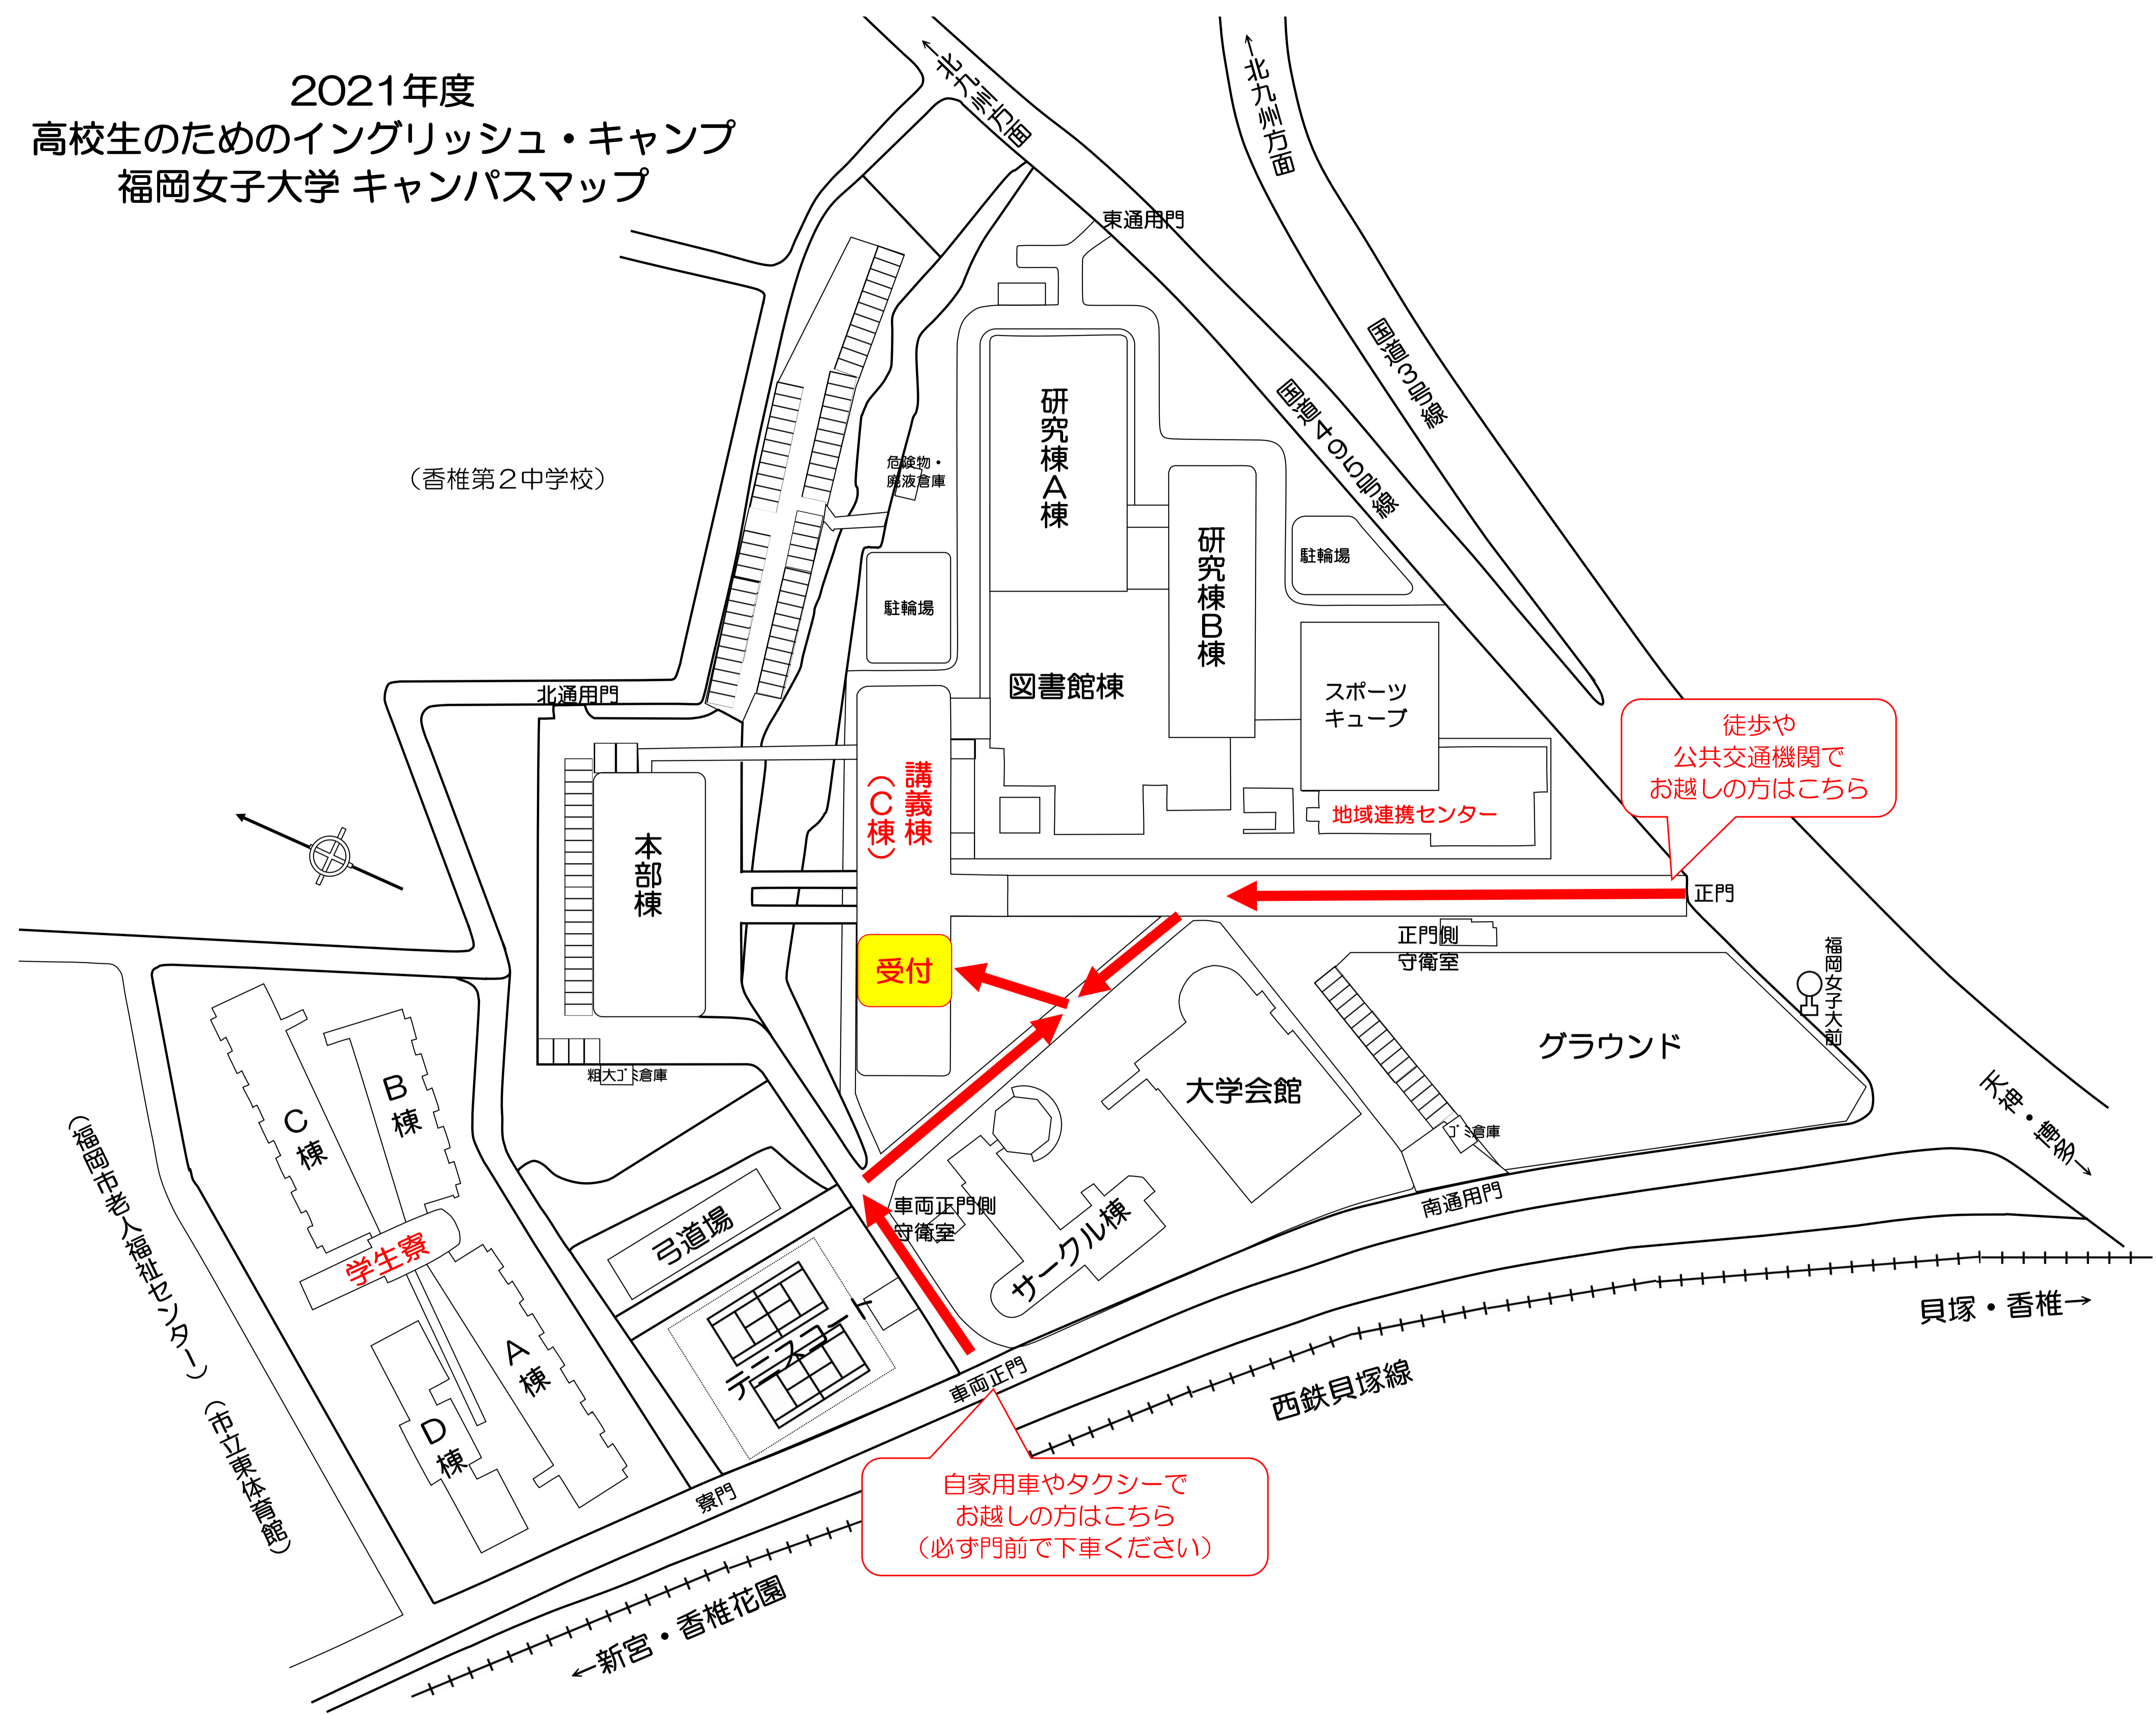 2021年度
高校生のためのイングリッシュ・キャンプ
福岡女子大学 キャンパスマップ
←北九州方面
←北九州方面
東通用門
国道3号線
国道495号線
(香椎第2中学校)
危険物・
廃液倉庫
研究棟A棟
研究棟B棟
駐輪場
駐輪場
図書館棟
スポーツ
キューブ
北通用門
徒歩や
公共交通機関で
お越しの方はこちら
講義棟
(C棟)
地域連携センター
本部棟
正門
正門側
守衛室
福岡女子大前
受付
グラウンド
大学会館
粗大ゴミ倉庫
B棟
C棟
ゴミ倉庫
天神・博多→
(福岡市老人福祉センター)
車両正門側
守衛室
南通用門
弓道場
サークル棟
学生寮
テニスコート
貝塚・香椎→
A棟
D棟
車両正門
西鉄貝塚線
(市立東体育館)
寮門
自家用車やタクシーで
お越しの方はこちら
(必ず門前で下車ください)
←新宮・香椎花園